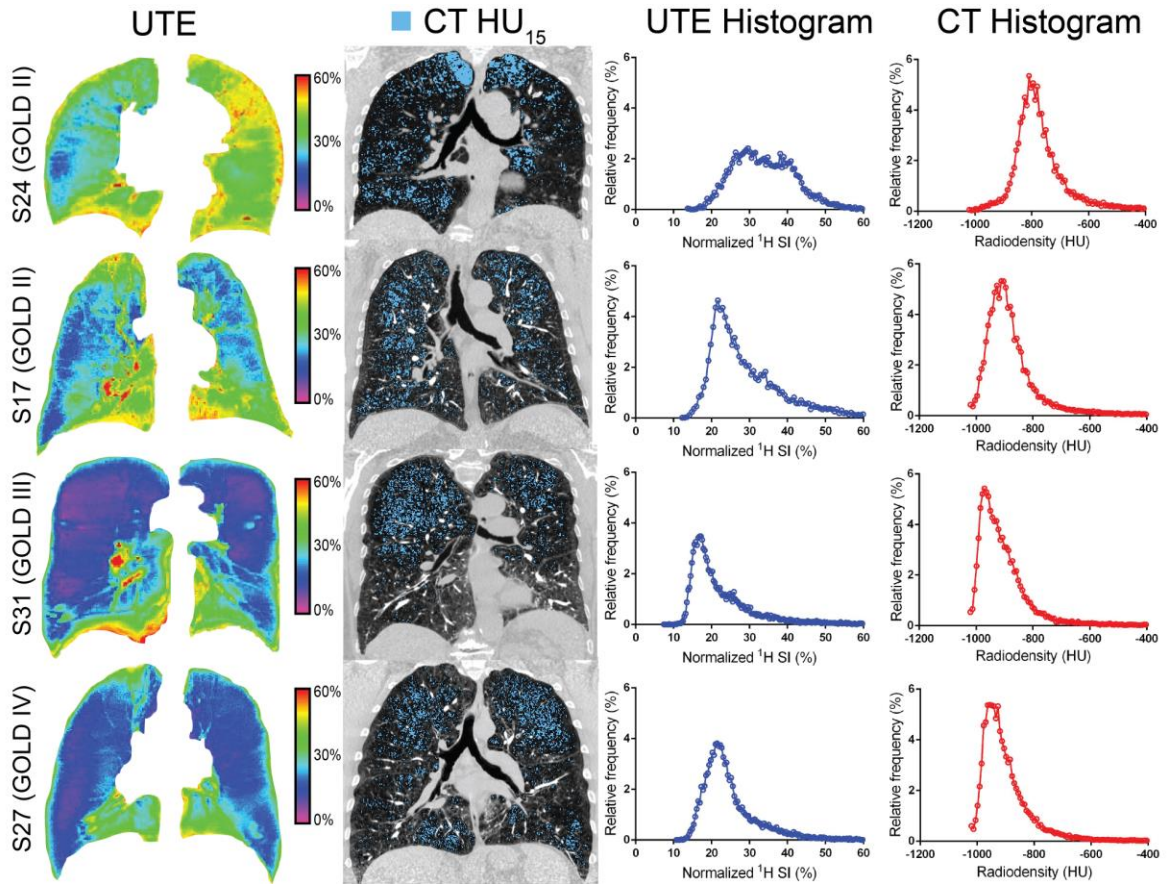 UTE
CT HU₁₅
UTE Histogram
CT Histogram
S24 (GOLD II)
60%
30%
0%
Relative frequency (%)
6
4
2
0
0 10 20 30 40 50 60
Normalized ¹H SI (%)
Relative frequency (%)
6
4
2
0
-1200 -1000 -800 -600 -400
Radiodensity (HU)
S17 (GOLD II)
60%
30%
0%
Relative frequency (%)
6
4
2
0
0 10 20 30 40 50 60
Normalized ¹H SI (%)
Relative frequency (%)
6
4
2
0
-1200 -1000 -800 -600 -400
Radiodensity (HU)
S31 (GOLD III)
60%
30%
0%
Relative frequency (%)
6
4
2
0
0 10 20 30 40 50 60
Normalized ¹H SI (%)
Relative frequency (%)
6
4
2
0
-1200 -1000 -800 -600 -400
Radiodensity (HU)
S27 (GOLD IV)
60%
30%
0%
Relative frequency (%)
6
4
2
0
0 10 20 30 40 50 60
Normalized ¹H SI (%)
Relative frequency (%)
6
4
2
0
-1200 -1000 -800 -600 -400
Radiodensity (HU)